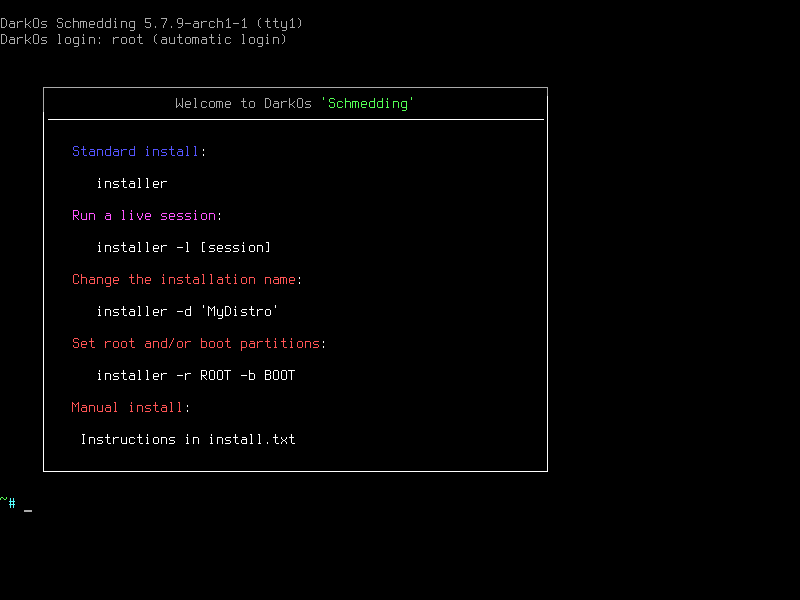 DarkOs Schmedding 5.7.9-arch1-1 (tty1)
DarkOs login: root (automatic login)
Welcome to DarkOs 'Schmedding'
Standard install:
installer
Run a live session:
installer -l [session]
Change the installation name:
installer -d 'MyDistro'
Set root and/or boot partitions:
installer -r ROOT -b BOOT
Manual install:
Instructions in install.txt
~# _